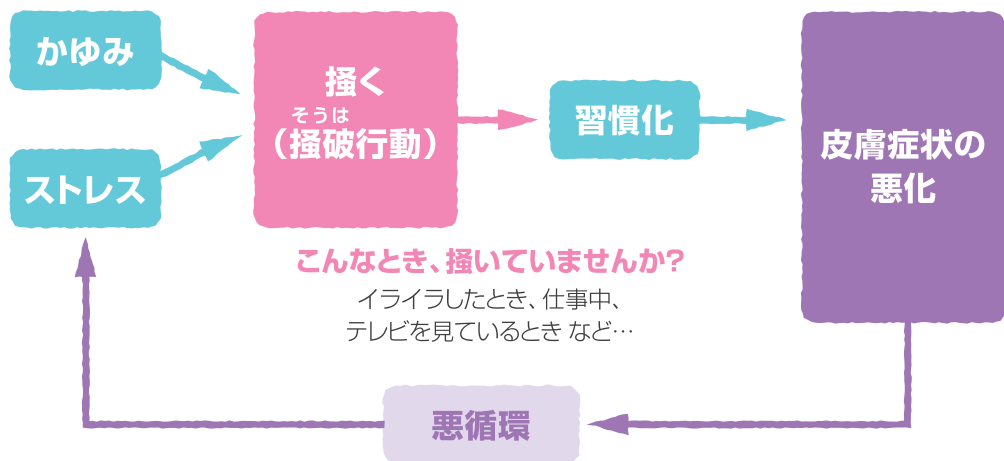 かゆみ
ストレス
掻く
そうは
（掻破行動）
習慣化
皮膚症状の
悪化
こんなとき、掻いていませんか?
イライラしたとき、仕事中、
テレビを見ているとき など…
悪循環